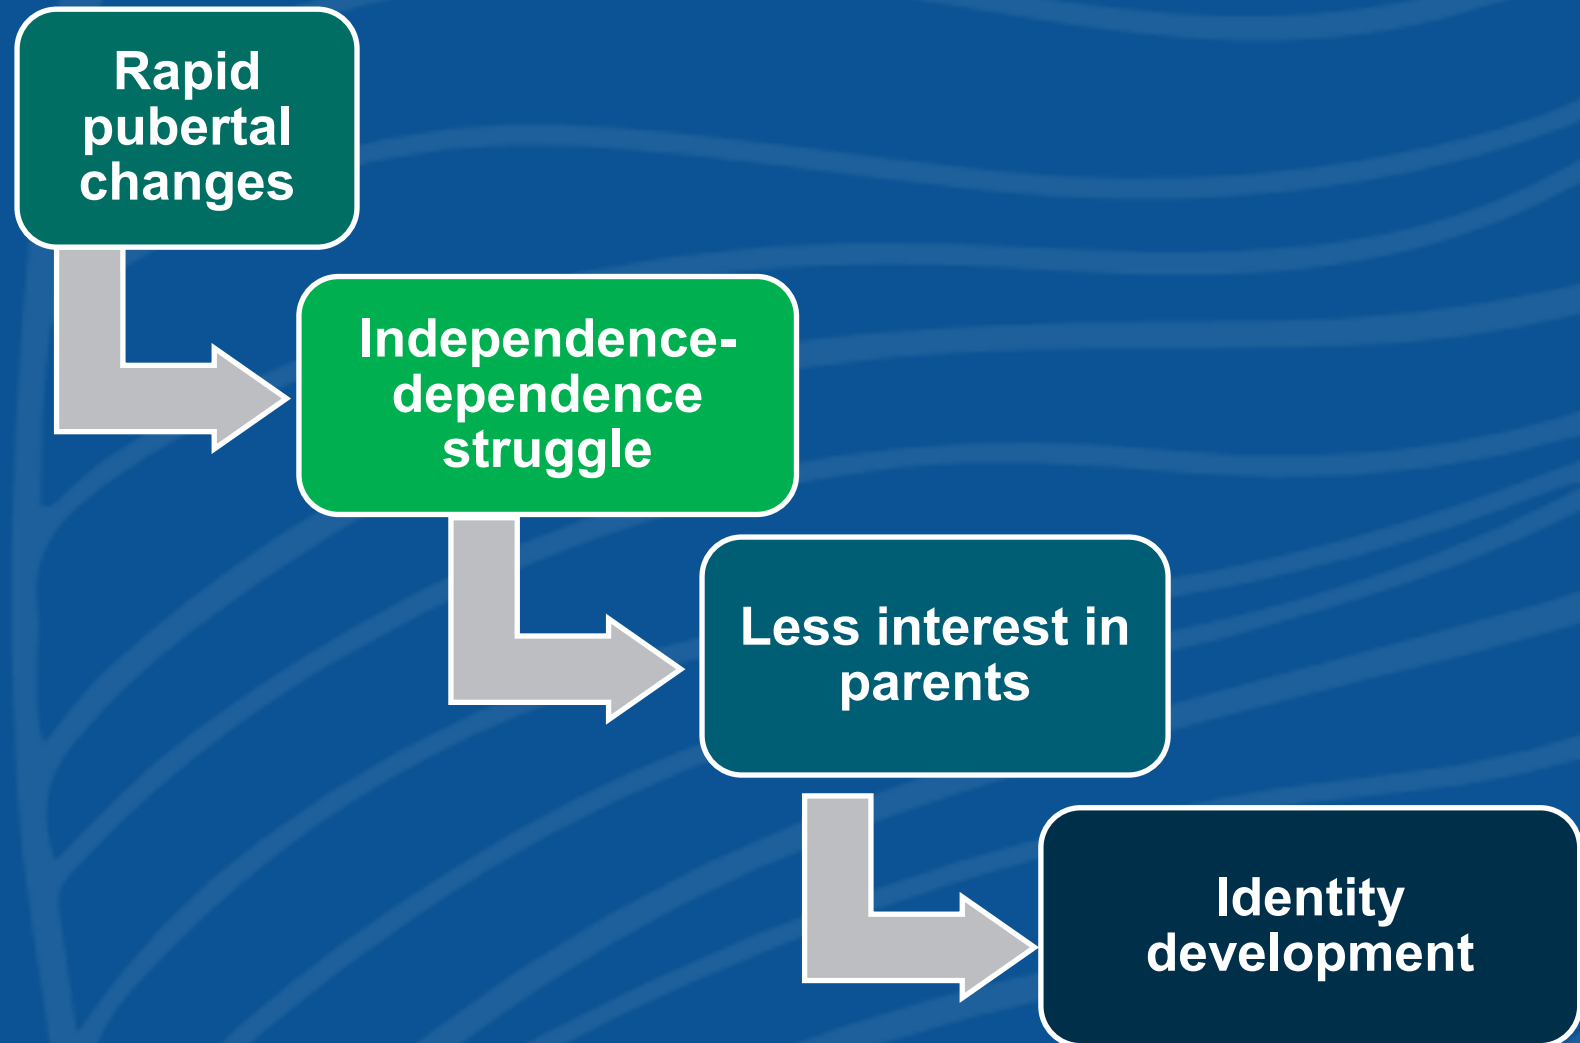 Rapid
pubertal
changes
Independence-
dependence
struggle
Less interest in
parents
Identity
development